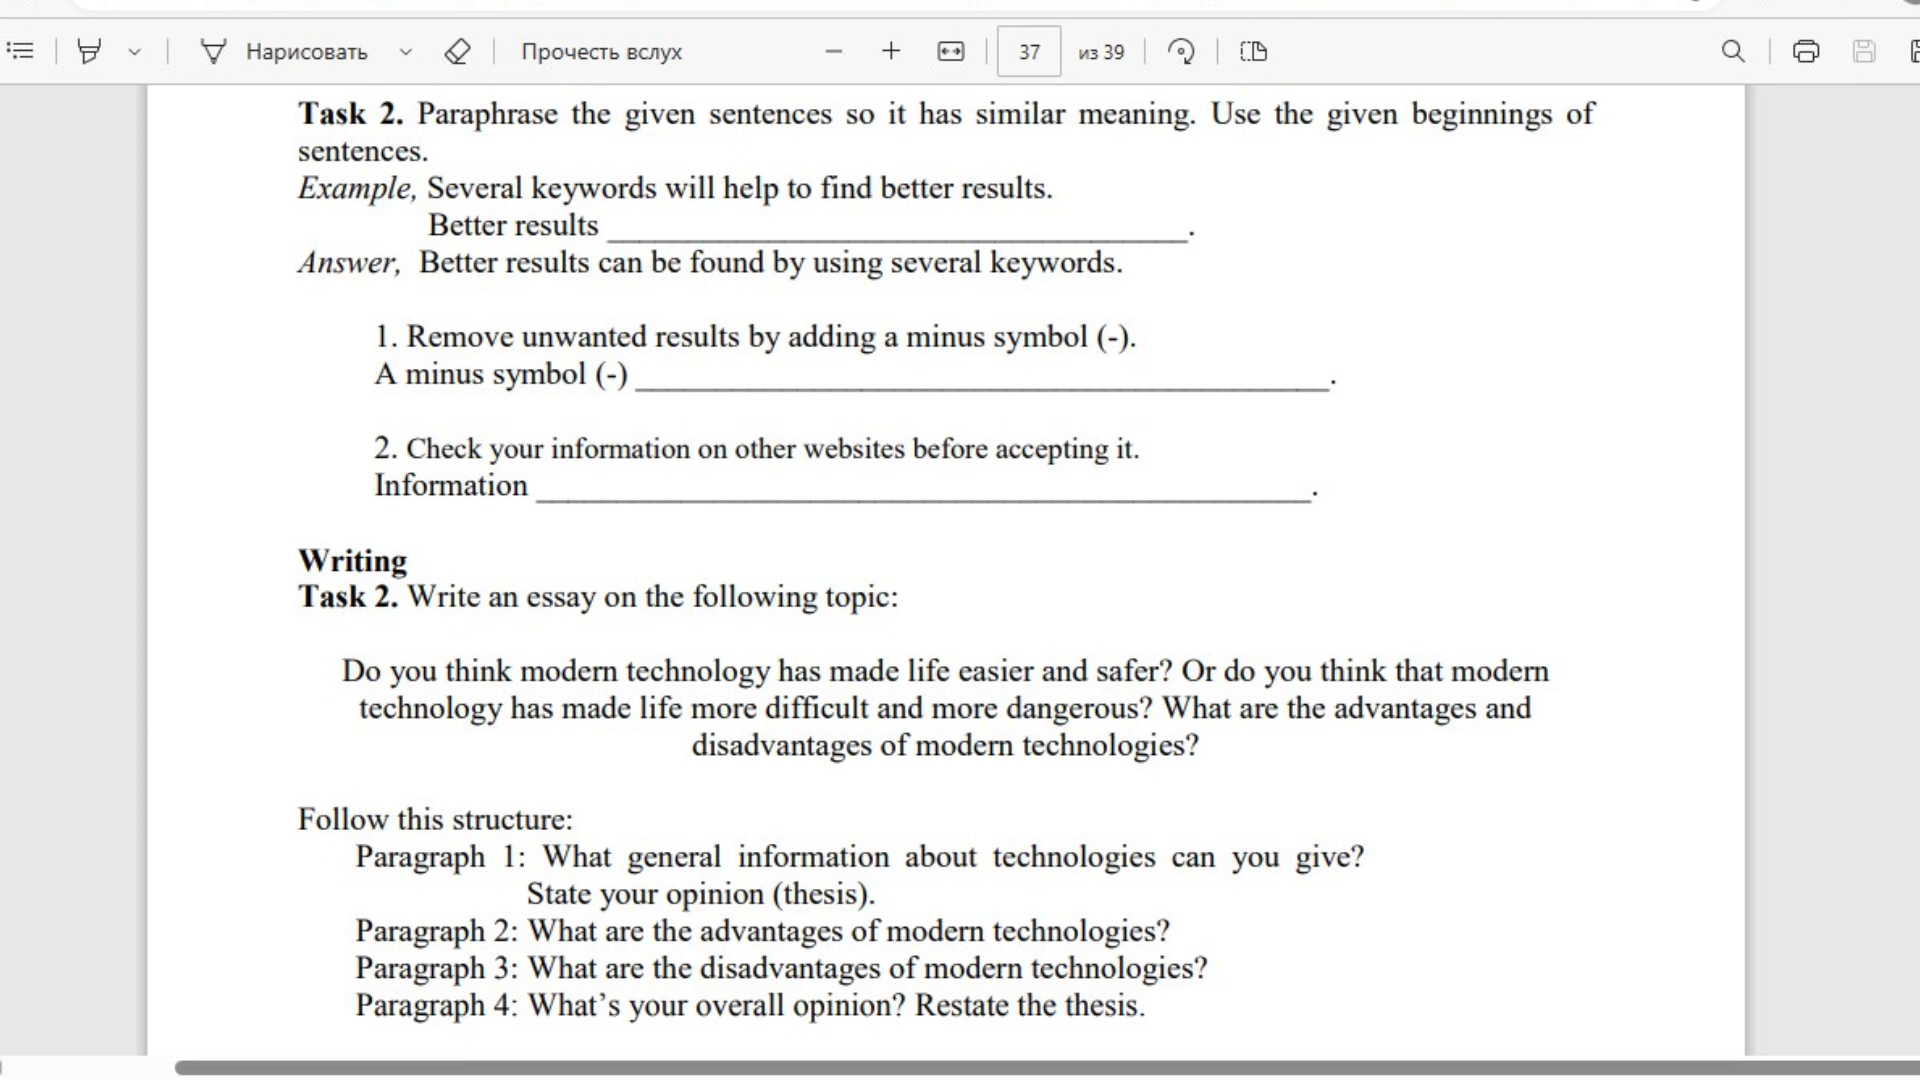 Нарисовать Прочесть вслух 37 из 39
Task 2. Paraphrase the given sentences so it has similar meaning. Use the given beginnings of
sentences.
Example, Several keywords will help to find better results.
Better results ______________________________________.
Answer, Better results can be found by using several keywords.
1. Remove unwanted results by adding a minus symbol (-).
A minus symbol (-) ______________________________________________.
2. Check your information on other websites before accepting it.
Information ___________________________________________________.
Writing
Task 2. Write an essay on the following topic:
Do you think modern technology has made life easier and safer? Or do you think that modern
technology has made life more difficult and more dangerous? What are the advantages and
disadvantages of modern technologies?
Follow this structure:
Paragraph 1: What general information about technologies can you give?
State your opinion (thesis).
Paragraph 2: What are the advantages of modern technologies?
Paragraph 3: What are the disadvantages of modern technologies?
Paragraph 4: What’s your overall opinion? Restate the thesis.